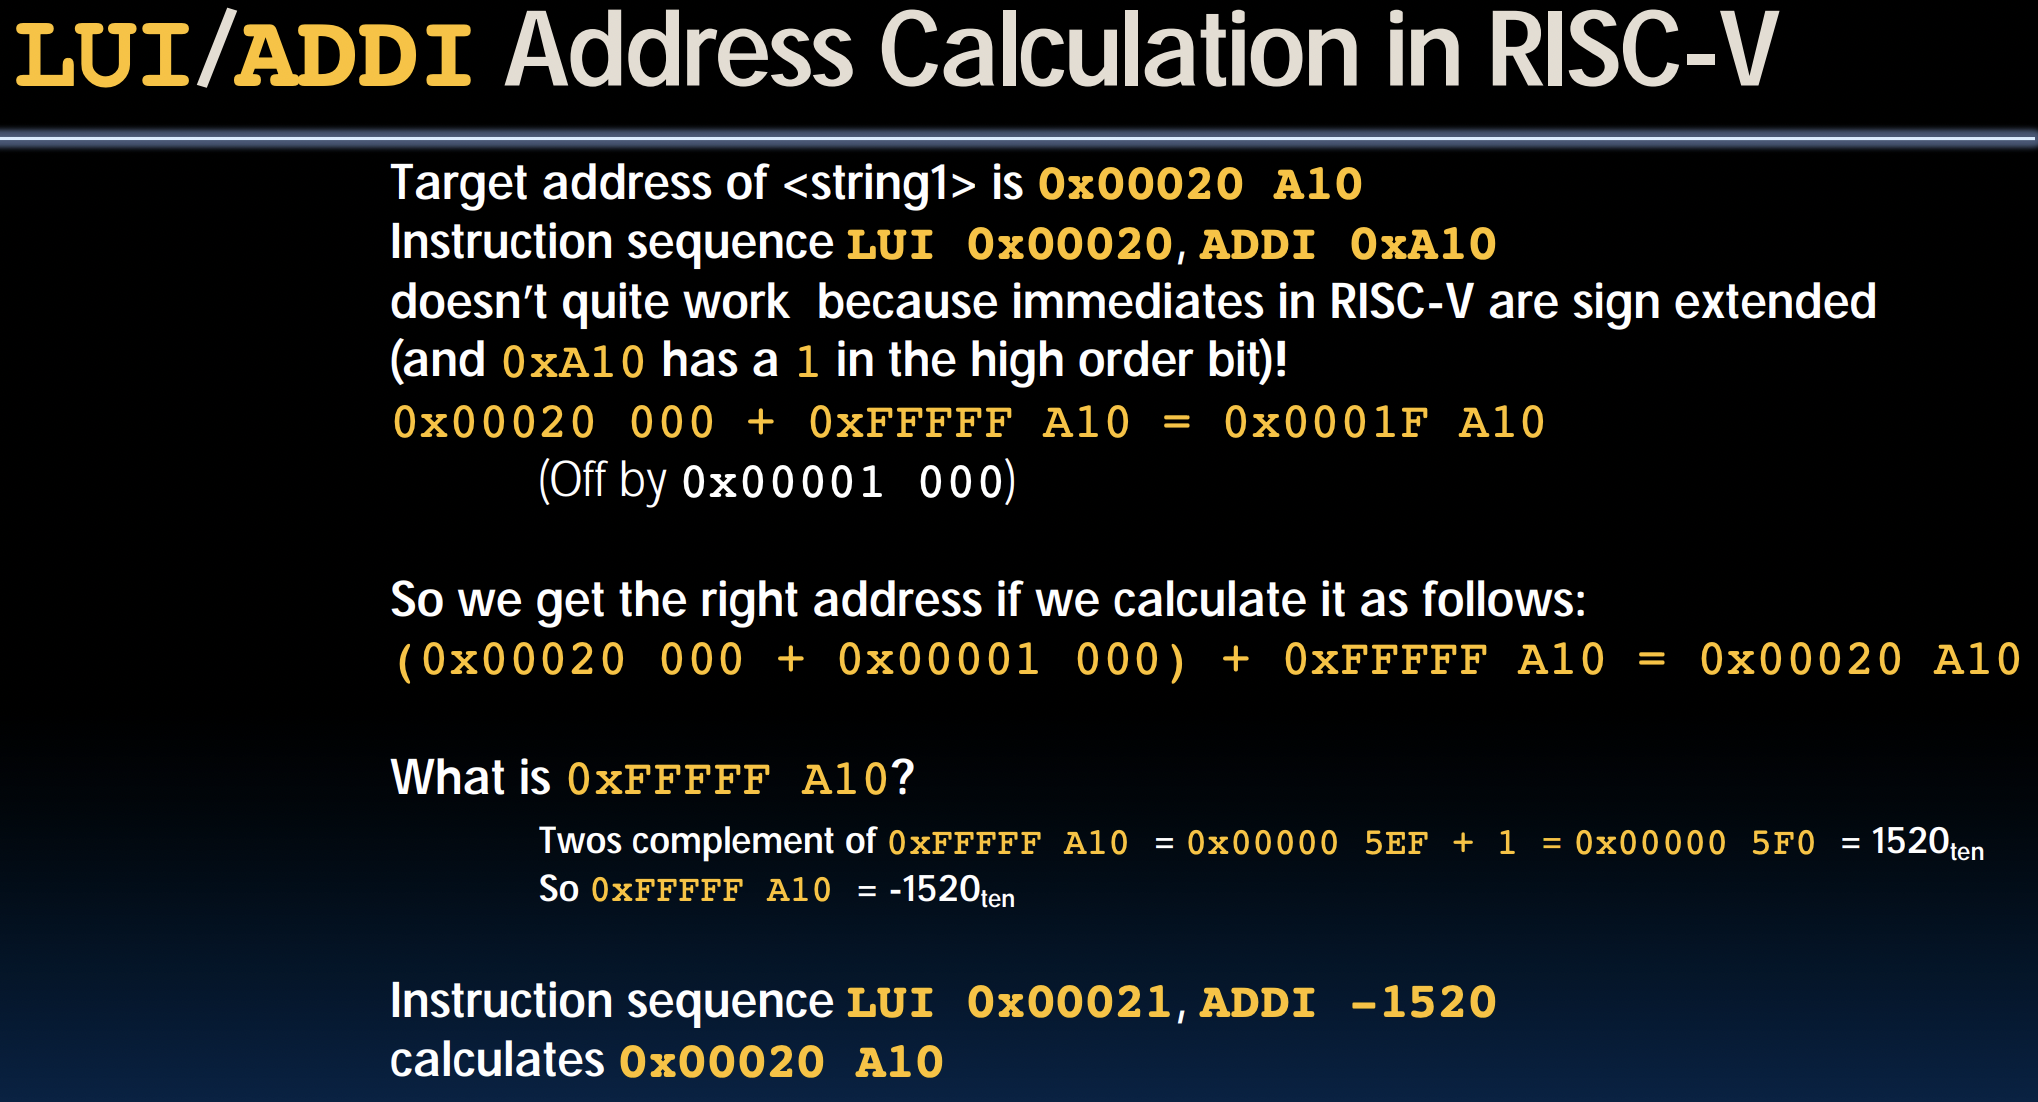 LUI/ADDI Address Calculation in RISC-V
Target address of <string1> is 0x00020 A10
Instruction sequence LUI 0x00020, ADDI 0xA10
doesn't quite work because immediates in RISC-V are sign extended
(and 0xA10 has a 1 in the high order bit)!
0x00020 000 + 0xFFFFF A10 = 0x0001F A10
(Off by 0x00001 000)
So we get the right address if we calculate it as follows:
(0x00020 000 + 0x00001 000) + 0xFFFFF A10 = 0x00020 A10
What is 0xFFFFF A10?
Twos complement of 0xFFFFF A10 = 0x00000 5EF + 1 = 0x00000 5F0 = 1520ten
So 0xFFFFF A10 = -1520ten
Instruction sequence LUI 0x00021, ADDI –1520
calculates 0x00020 A10